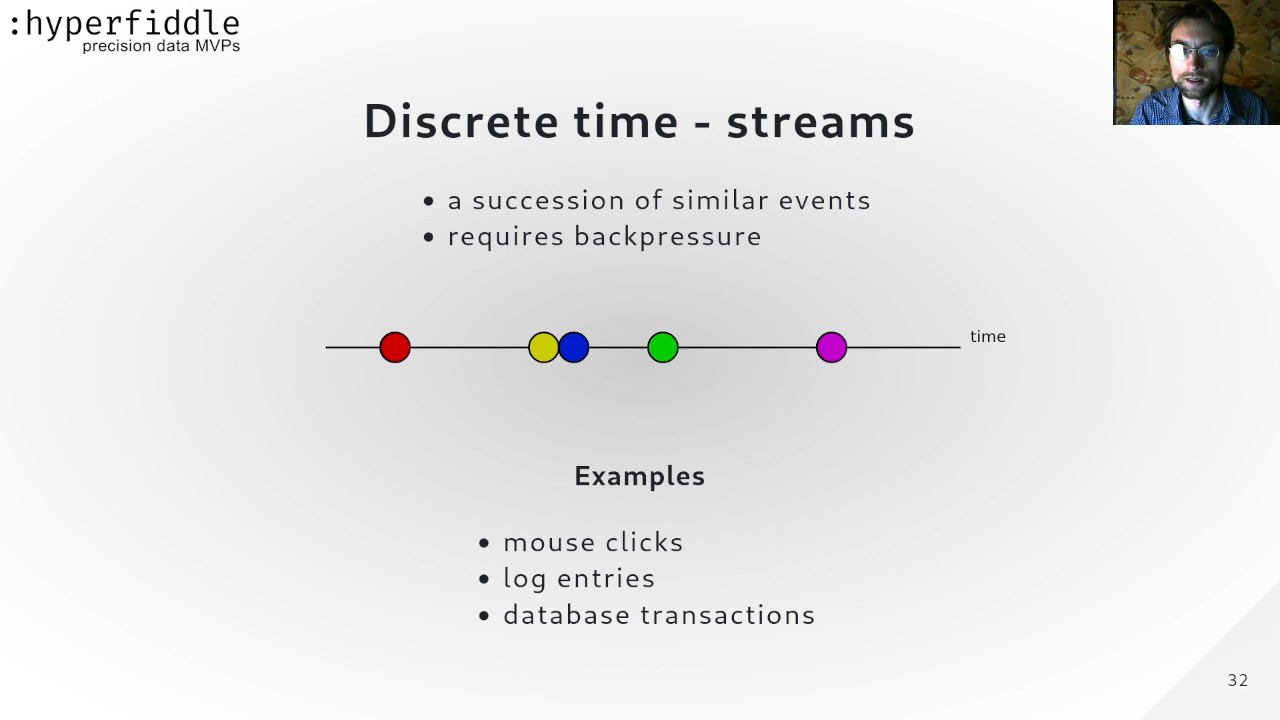 :hyperfiddle
precision data MVPs
Discrete time - streams
• a succession of similar events
• requires backpressure
time
Examples
• mouse clicks
• log entries
• database transactions
32